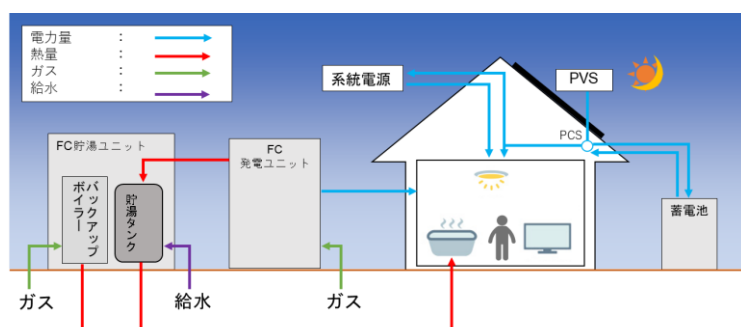 電力量 :
熱量 :
ガス :
給水 :
系統電源
PVS
PCS
FC貯湯ユニット
FC
発電ユニット
バックアップ
ボイラー
貯湯タンク
蓄電池
ガス
給水
ガス